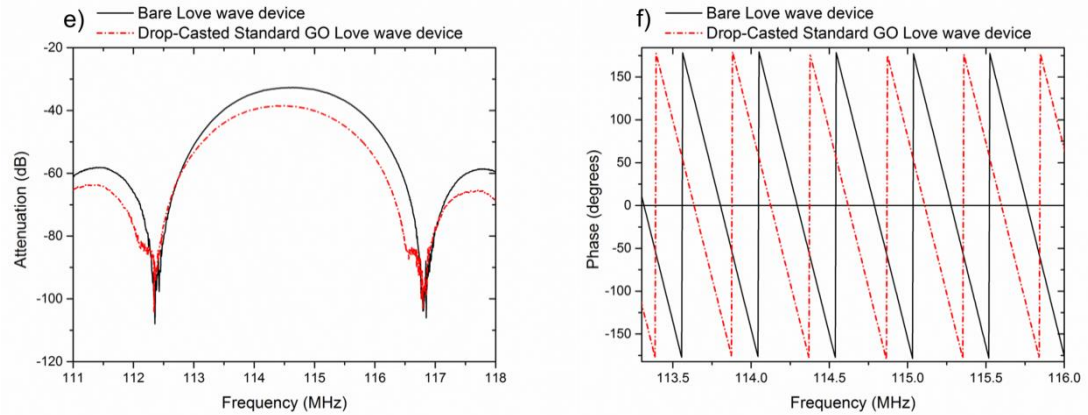 e)
Bare Love wave device
Drop-Casted Standard GO Love wave device
-20
-40
-60
-80
-100
-120
Attenuation (dB)
111 112 113 114 115 116 117 118
Frequency (MHz)
f)
Bare Love wave device
Drop-Casted Standard GO Love wave device
150
100
50
0
-50
-100
-150
Phase (degrees)
113.5 114.0 114.5 115.0 115.5 116.0
Frequency (MHz)